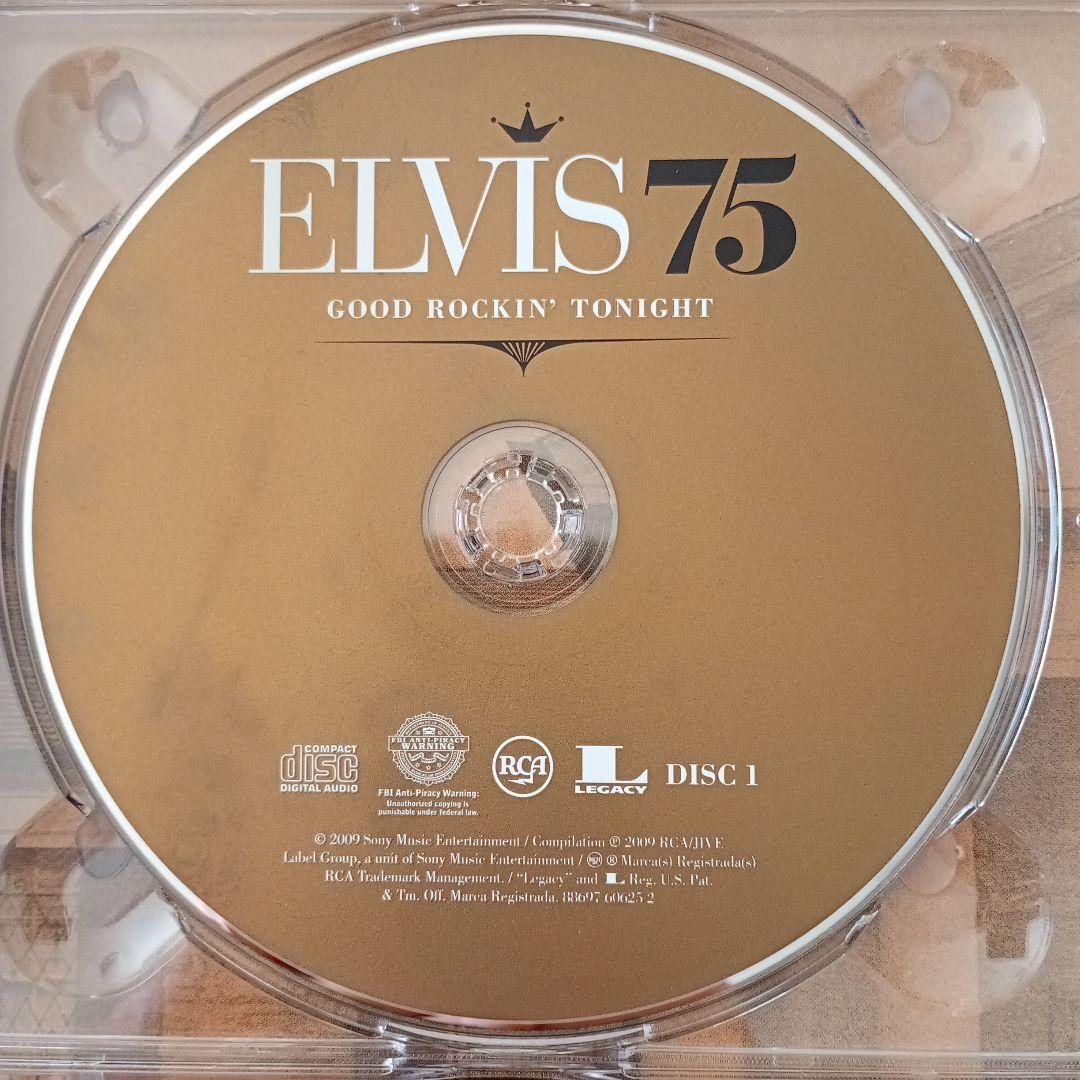 ELVIS 75
GOOD ROCKIN' TONIGHT
COMPACT
disc
DIGITAL AUDIO
FBI ANTI-PIRACY
WARNING
FBI Anti-Piracy Warning:
Unauthorized copying is
punishable under federal law.
RCA
L
LEGACY
DISC 1
© 2009 Sony Music Entertainment / Compilation ℗ 2009 RCA/JIVE
Label Group, a unit of Sony Music Entertainment / RCA ® Marca(s) Registrada(s)
RCA Trademark Management. / "Legacy" and L Reg. U.S. Pat.
& Tm. Off. Marca Registrada. 88697 60625 2